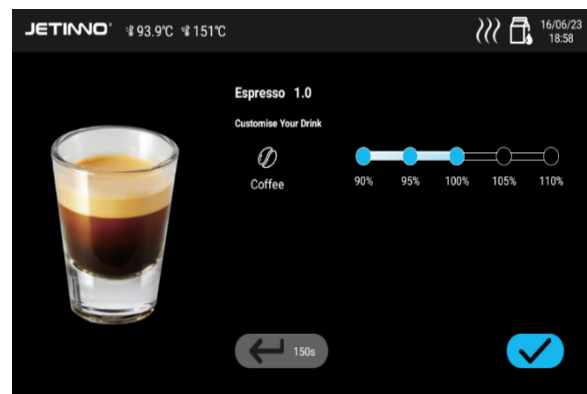 JETINNO 93.9℃ 151℃
16/06/23
18:58
Espresso 1.0
Customise Your Drink
Coffee
90% 95% 100% 105% 110%
150s